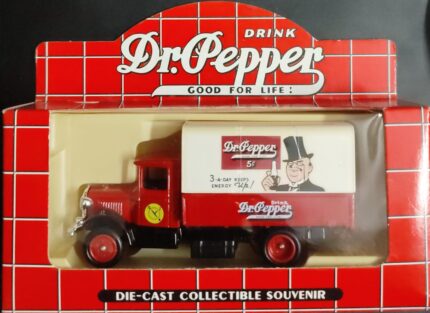 DRINK
Dr. Pepper
GOOD FOR LIFE!
Dr. Pepper
5¢
3-A-DAY KEEPS
ENERGY Up!
DRINK
Dr. Pepper
DIE-CAST COLLECTIBLE SOUVENIR